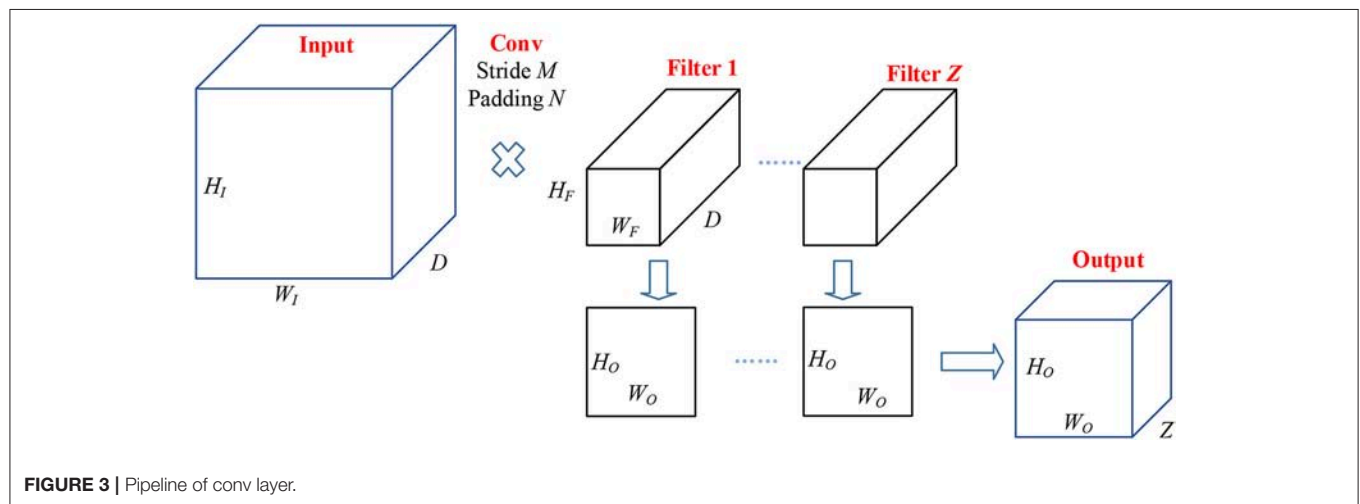 Input
Conv
Stride M
Padding N
Filter 1
Filter Z
H_I
W_I
D
H_F
W_F
D
......
H_O
W_O
......
H_O
W_O
Output
H_O
W_O
Z
FIGURE 3 | Pipeline of conv layer.